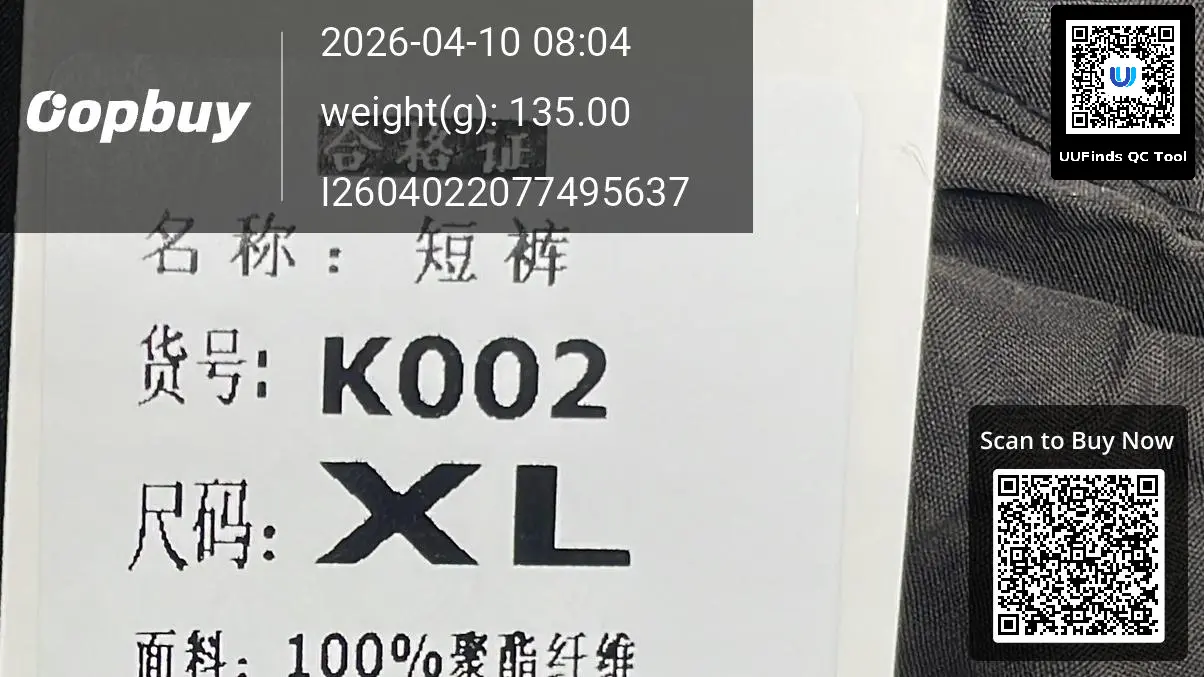 Oopbuy
2026-04-10 08:04
weight(g): 135.00
I2604022077495637
UUFinds QC Tool
合格证
名称：短裤
货号：K002
尺码：XL
面料：100%聚酯纤维
Scan to Buy Now